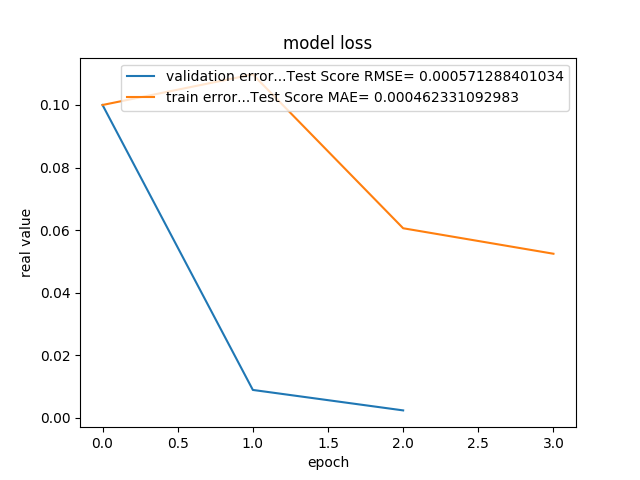 model loss
validation error...Test Score RMSE= 0.000571288401034
train error...Test Score MAE= 0.000462331092983
real value
0.10
0.08
0.06
0.04
0.02
0.00
0.0 0.5 1.0 1.5 2.0 2.5 3.0
epoch